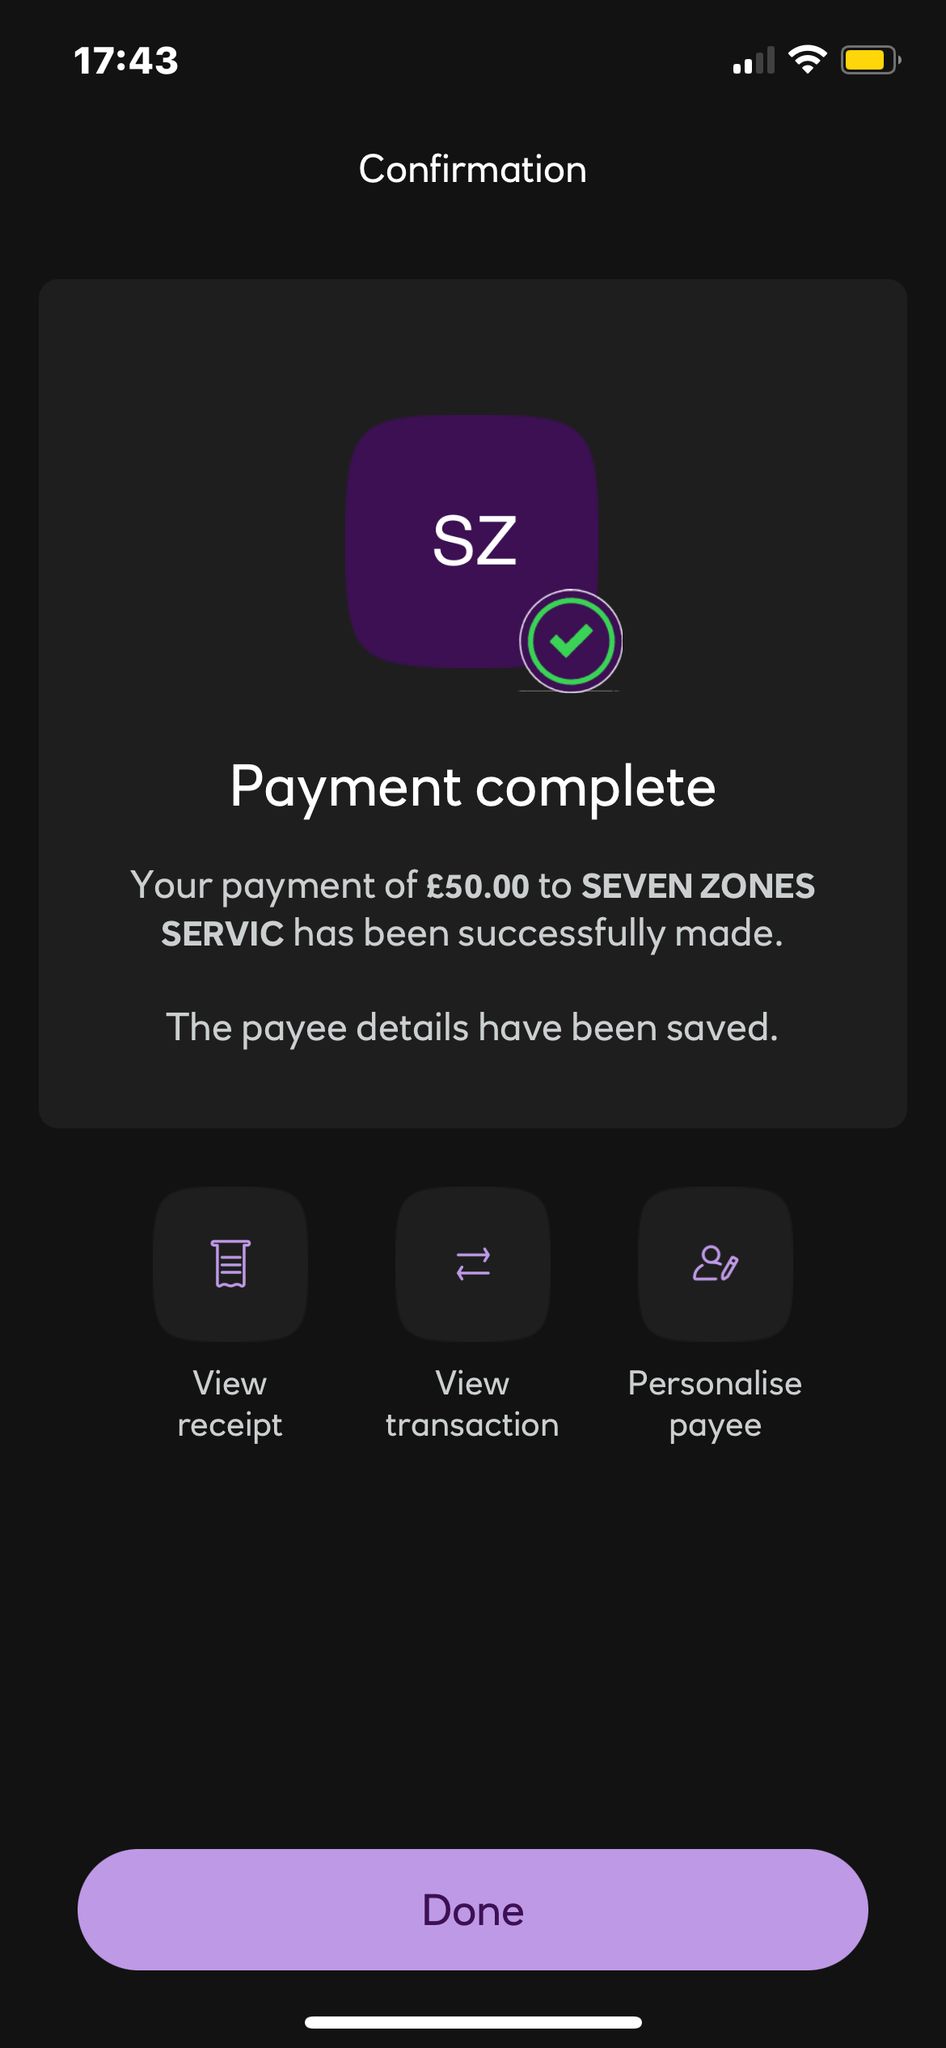 17:43
Confirmation
SZ
Payment complete
Your payment of £50.00 to SEVEN ZONES
SERVIC has been successfully made.
The payee details have been saved.
View
receipt
View
transaction
Personalise
payee
Done